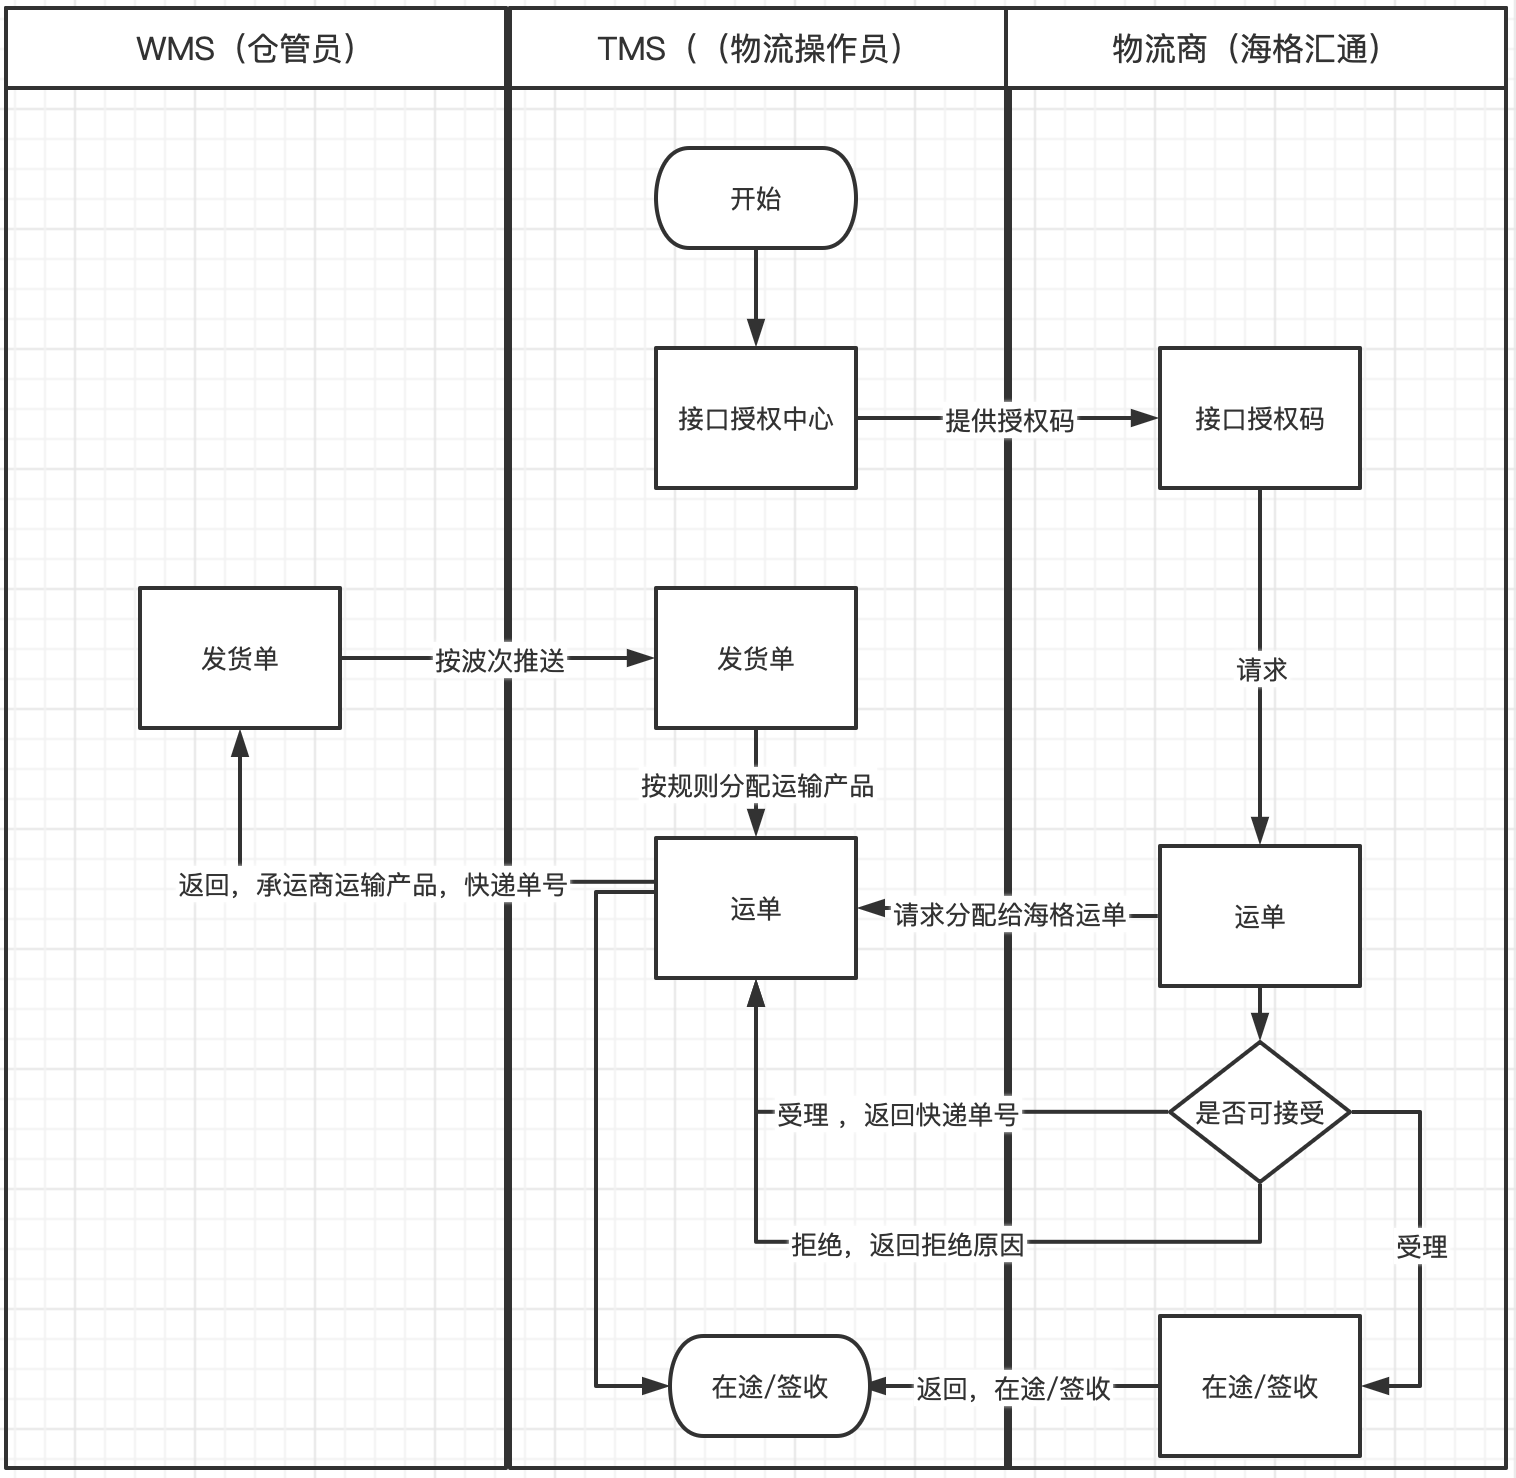 WMS（仓管员）
TMS（（物流操作员）
物流商（海格汇通）
开始
接口授权中心
提供授权码
接口授权码
发货单
按波次推送
发货单
请求
按规则分配运输产品
返回，承运商运输产品，快递单号
运单
请求分配给海格运单
运单
受理 ，返回快递单号
是否可接受
拒绝，返回拒绝原因
受理
在途/签收
返回，在途/签收
在途/签收